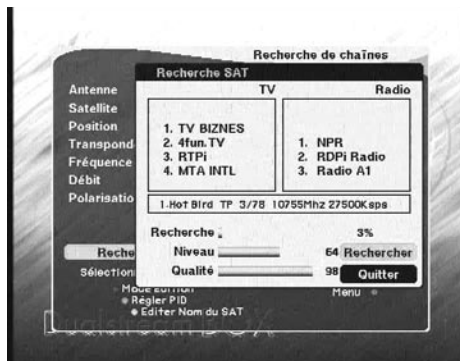 Recherche de chaînes
Recherche SAT
TV Radio
Antenne
Satellite
Position
Transpond
Fréquence
Débit
Polarisatio
1. TV BIZNES
2. 4fun.TV
3. RTPi
4. MTA INTL
1. NPR
2. RDPi Radio
3. Radio A1
1-Hot Bird TP 3/78 10755Mhz 27500Ksps
Recherche 3%
Niveau 64 Rechercher
Qualité 98 Quitter
Reche
Sélection
Mode Edition Menu
Régler PID
Editer Nom du SAT